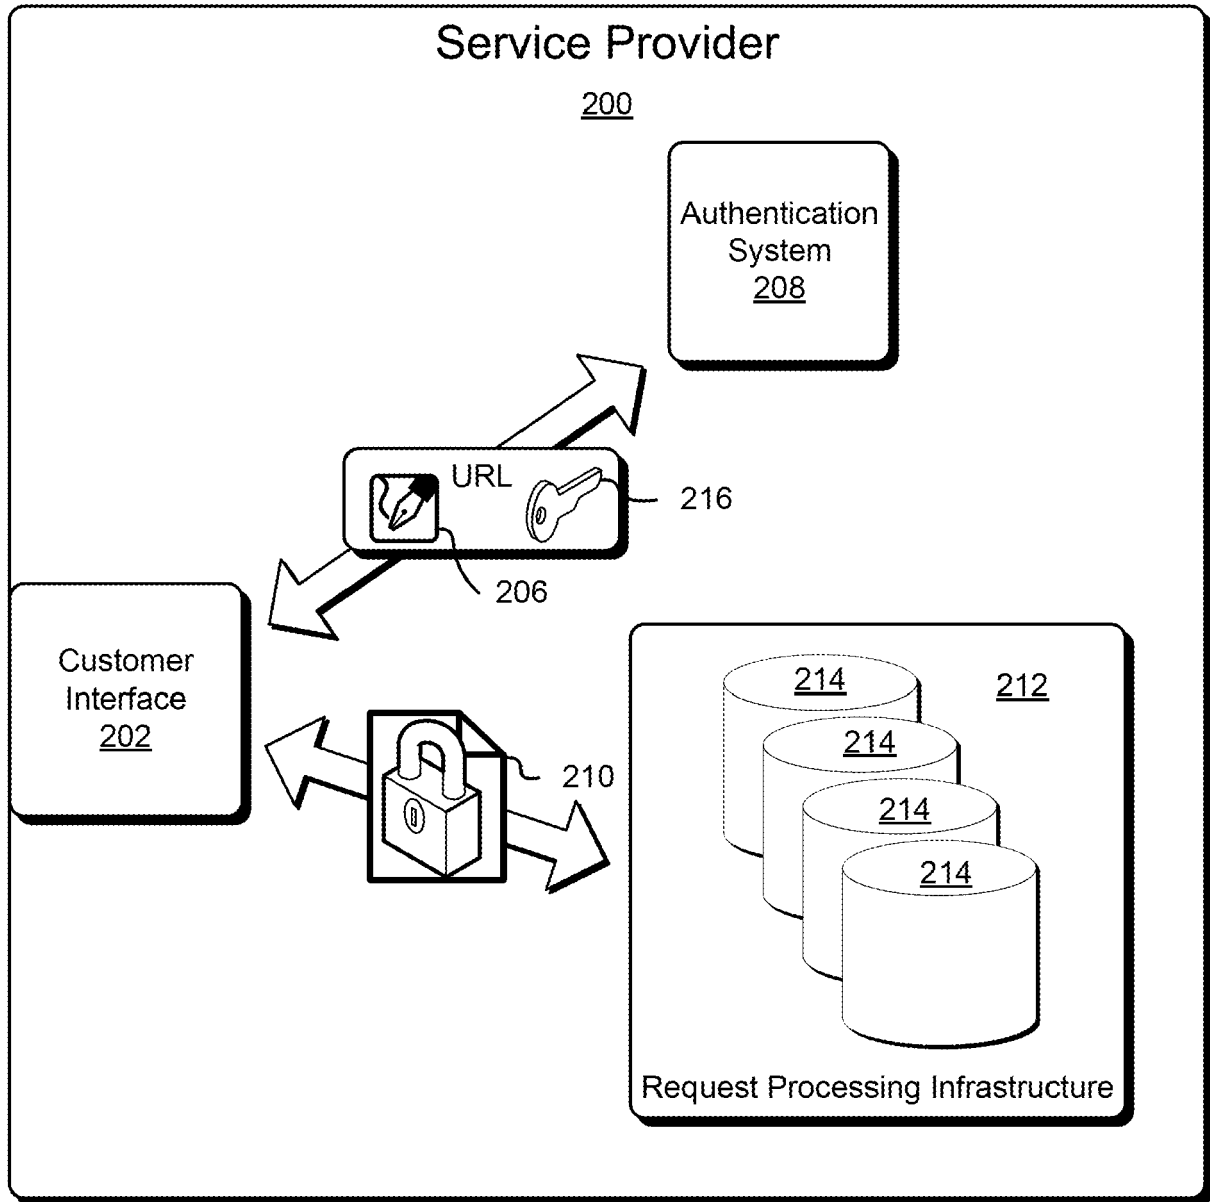 Service Provider
200
Authentication
System
208
URL
216
206
Customer
Interface
202
210
214
212
214
214
214
Request Processing Infrastructure